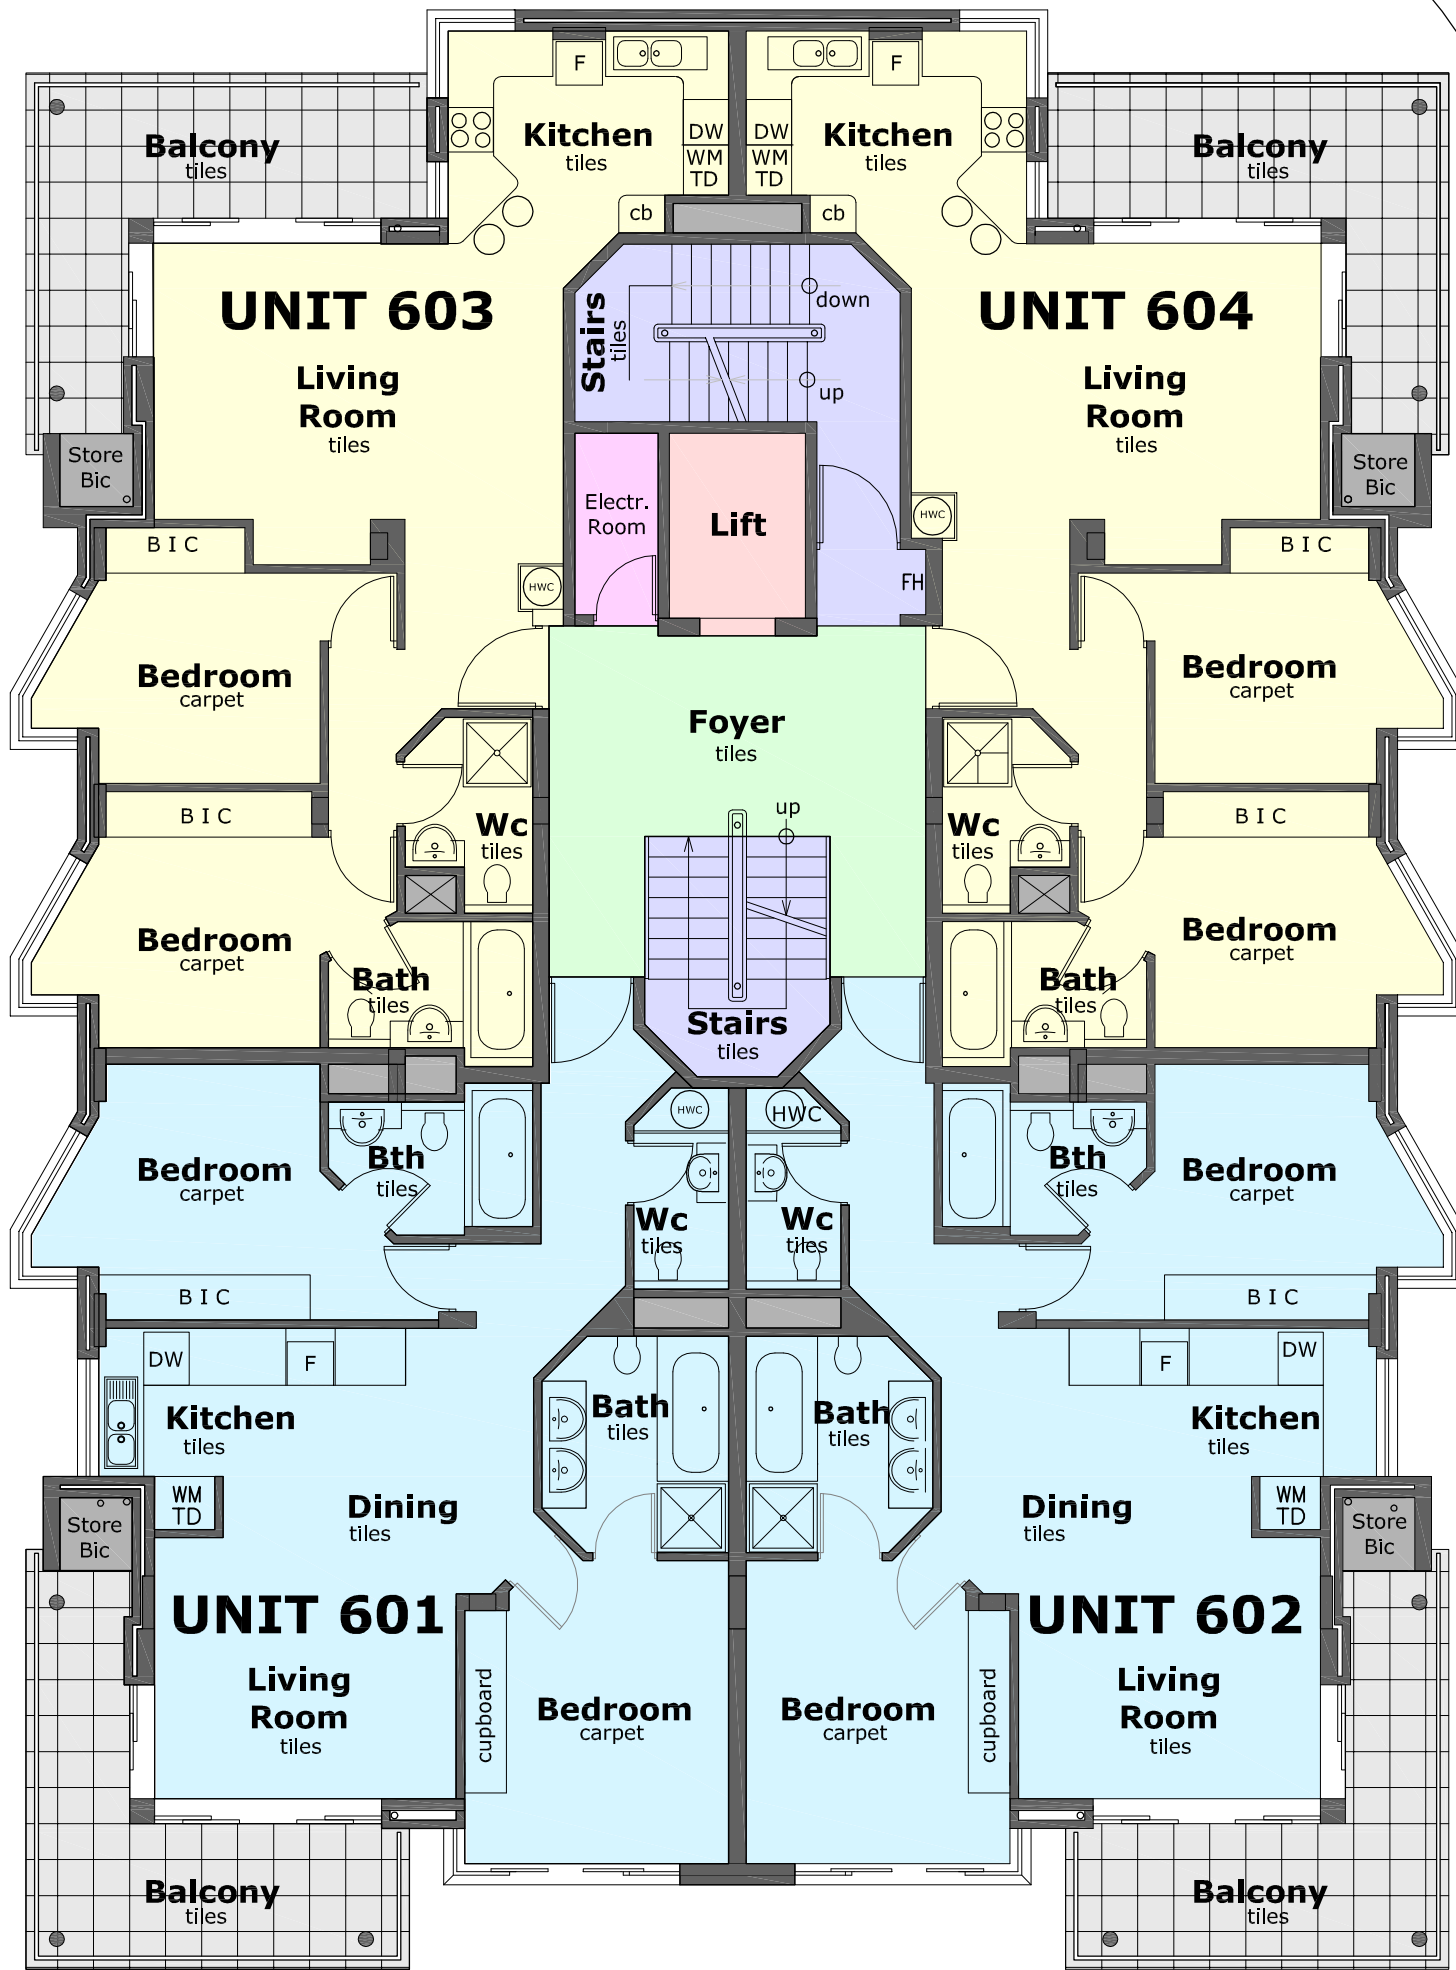 F
F
Kitchen
tiles
DW
WM
TD
DW
WM
TD
Kitchen
tiles
Balcony
tiles
Balcony
tiles
cb
cb
UNIT 603
Stairs
tiles
down
up
UNIT 604
Living
Room
tiles
Living
Room
tiles
Store
Bic
Store
Bic
Electr.
Room
Lift
HWC
B I C
B I C
HWC
FH
Bedroom
carpet
Bedroom
carpet
Foyer
tiles
B I C
Wc
tiles
up
Wc
tiles
B I C
Bedroom
carpet
Bedroom
carpet
Bath
tiles
Bath
tiles
Stairs
tiles
HWC
HWC
Bedroom
carpet
Bth
tiles
Bth
tiles
Bedroom
carpet
Wc
tiles
Wc
tiles
B I C
B I C
DW
F
F
DW
Kitchen
tiles
Bath
tiles
Bath
tiles
Kitchen
tiles
WM
TD
Dining
tiles
Dining
tiles
WM
TD
Store
Bic
Store
Bic
UNIT 601
UNIT 602
Living
Room
tiles
cupboard
Bedroom
carpet
Bedroom
carpet
cupboard
Living
Room
tiles
Balcony
tiles
Balcony
tiles